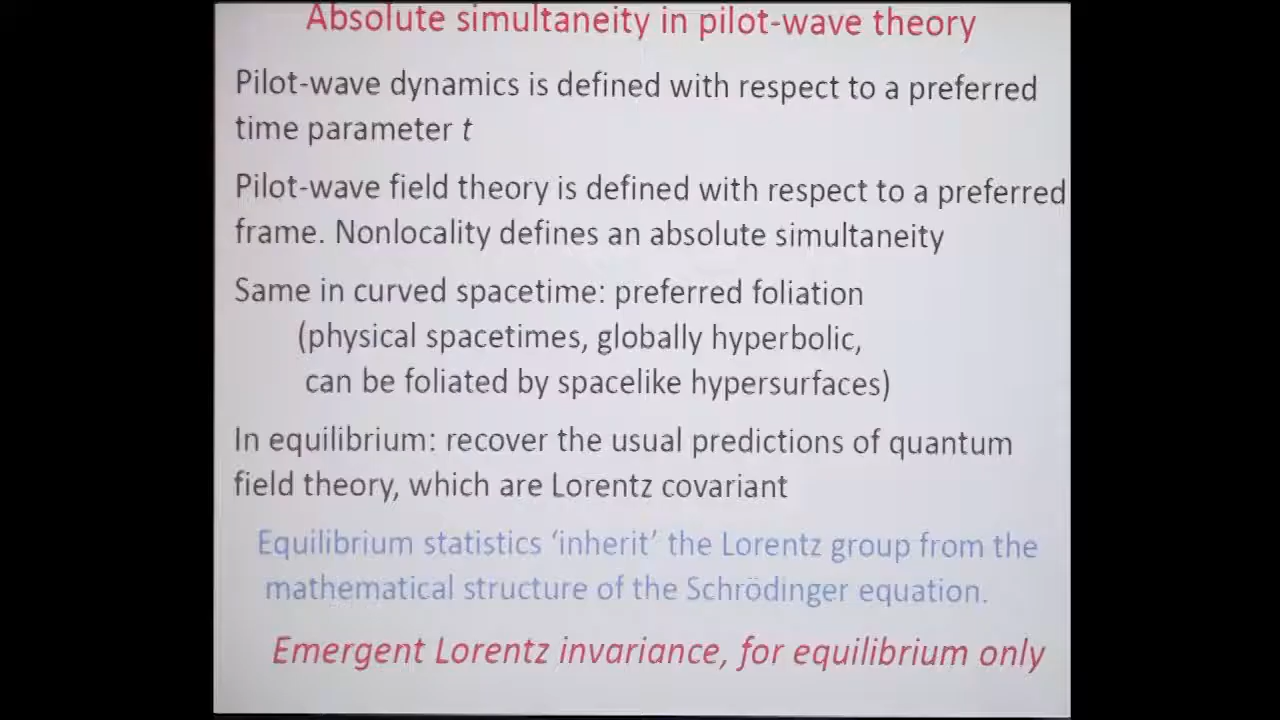 Absolute simultaneity in pilot-wave theory
Pilot-wave dynamics is defined with respect to a preferred
time parameter t
Pilot-wave field theory is defined with respect to a preferred
frame. Nonlocality defines an absolute simultaneity
Same in curved spacetime: preferred foliation
(physical spacetimes, globally hyperbolic,
can be foliated by spacelike hypersurfaces)
In equilibrium: recover the usual predictions of quantum
field theory, which are Lorentz covariant
Equilibrium statistics ‘inherit’ the Lorentz group from the
mathematical structure of the Schrödinger equation.
Emergent Lorentz invariance, for equilibrium only